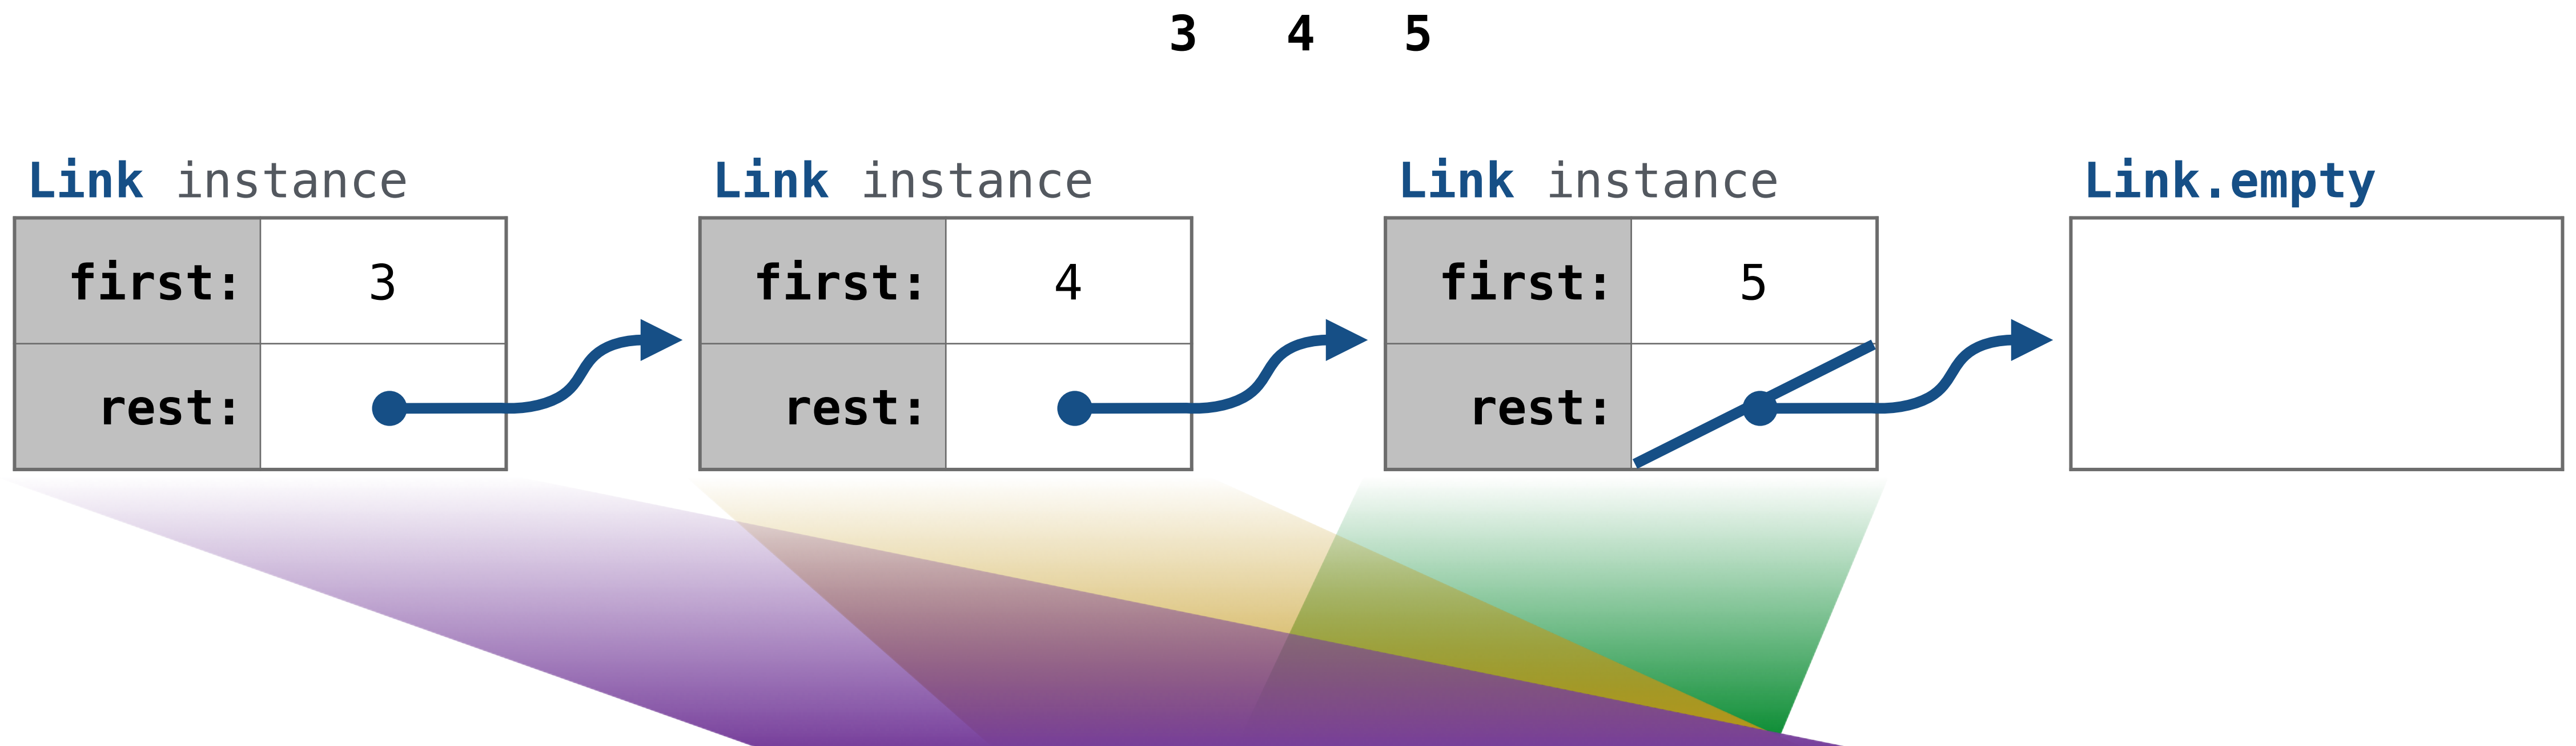 3 4 5
Link instance Link instance Link instance Link.empty
first: 3 first: 4 first: 5
rest: rest: rest: